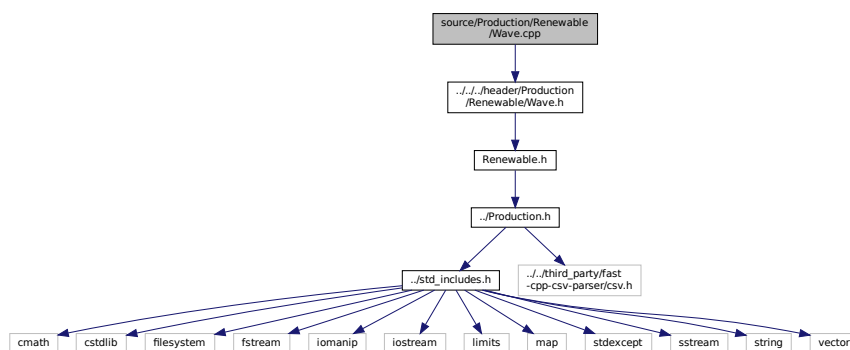 source/Production/Renewable
/Wave.cpp
../../../header/Production
/Renewable/Wave.h
Renewable.h
../Production.h
../std_includes.h
../../third_party/fast
-cpp-csv-parser/csv.h
cmath
cstdlib
filesystem
fstream
iomanip
iostream
limits
map
stdexcept
sstream
string
vector